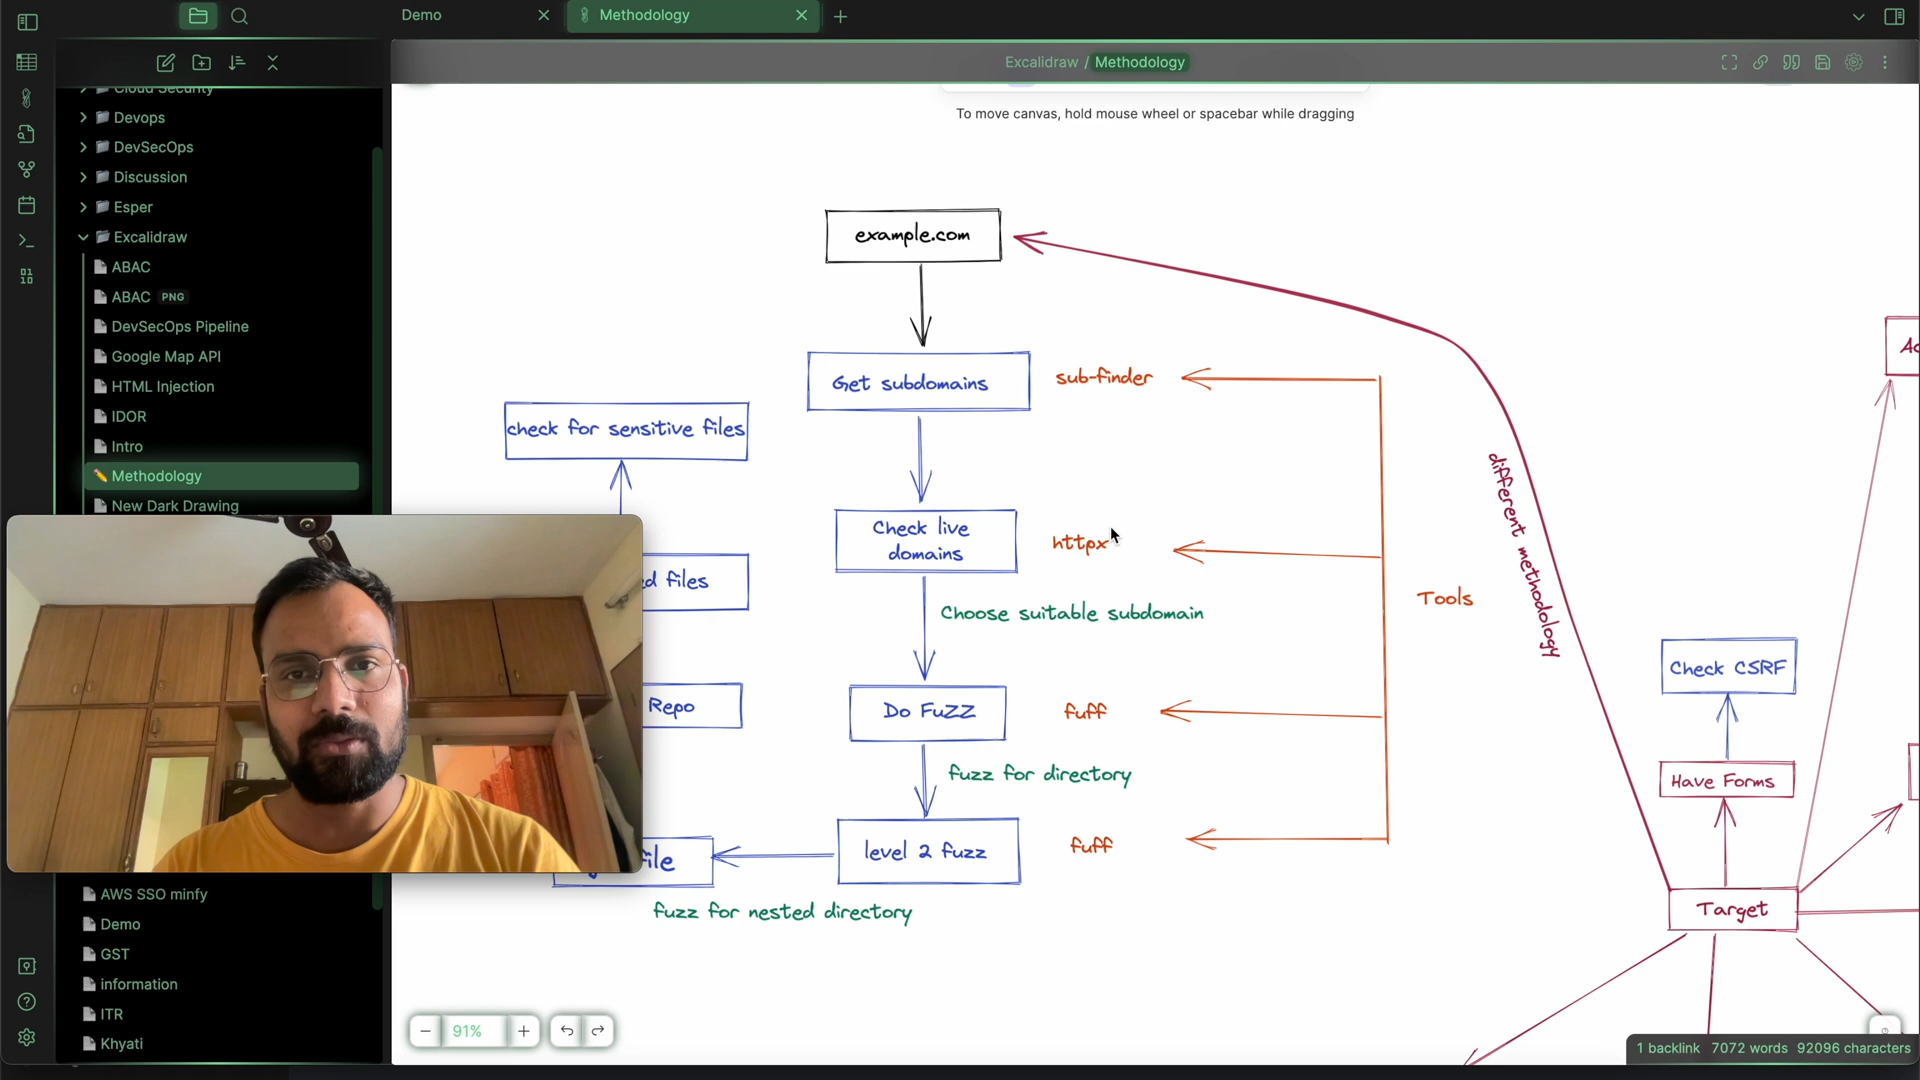 Demo
Methodology
Excalidraw / Methodology
To move canvas, hold mouse wheel or spacebar while dragging
Cloud Security
Devops
DevSecOps
Discussion
Esper
Excalidraw
ABAC
ABAC PNG
DevSecOps Pipeline
Google Map API
HTML Injection
IDOR
Intro
Methodology
New Dark Drawing
AWS SSO minfy
Demo
GST
information
ITR
Khyati
example.com
Get subdomains
sub-finder
check for sensitive files
Check live
domains
httpx
d files
Choose suitable subdomain
Tools
different methodology
Repo
Do FuZZ
fuff
fuzz for directory
level 2 fuzz
fuff
file
fuzz for nested directory
Check CSRF
Have Forms
Target
91%
1 backlink 7072 words 92096 characters